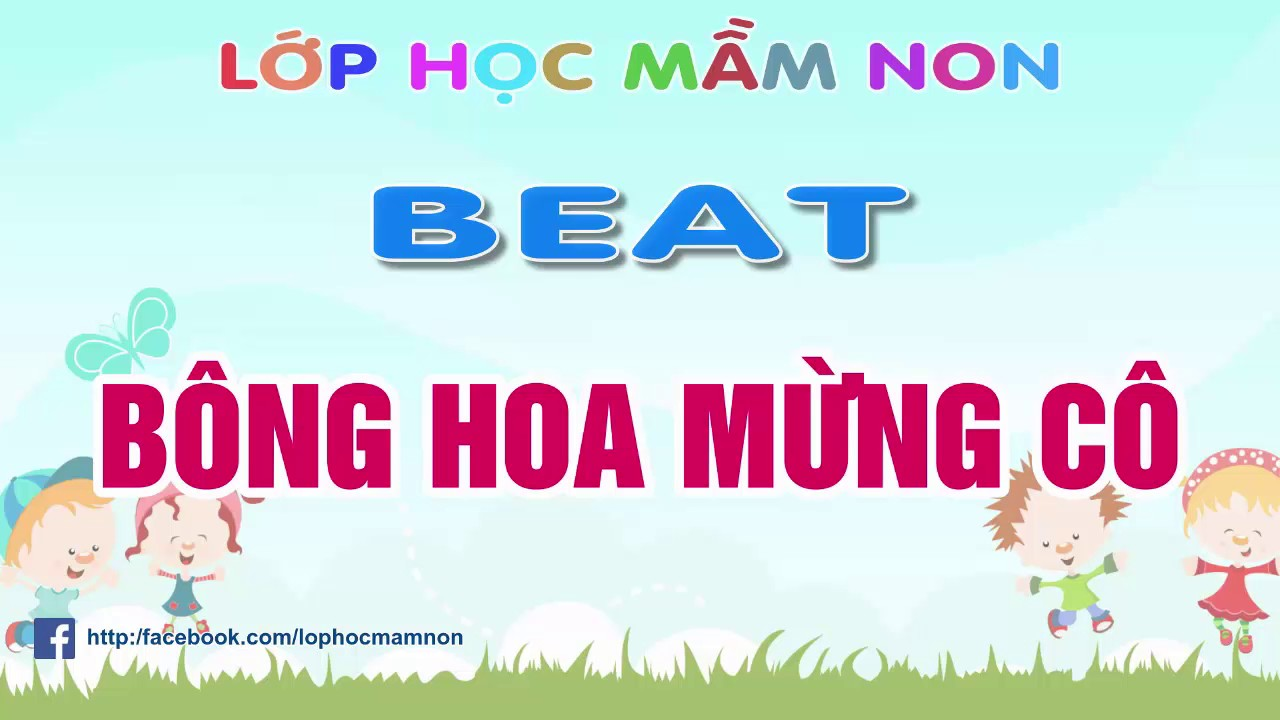 LỚP HỌC MẦM NON
BEAT
BÔNG HOA MỪNG CÔ
http:/facebook.com/lophocmamnon